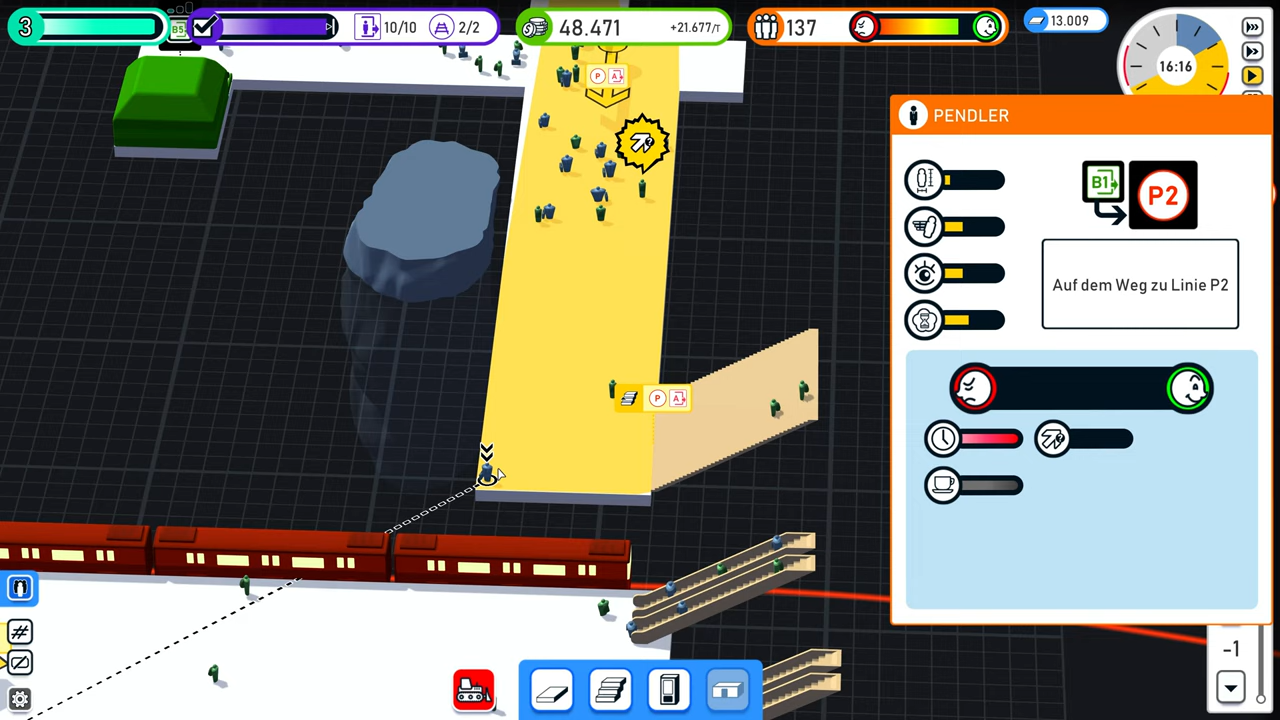 3
B5
10/10
2/2
48.471
+21.677/T
137
13.009
16:16
PENDLER
B1
P2
Auf dem Weg zu Linie P2
P A
P A
-1